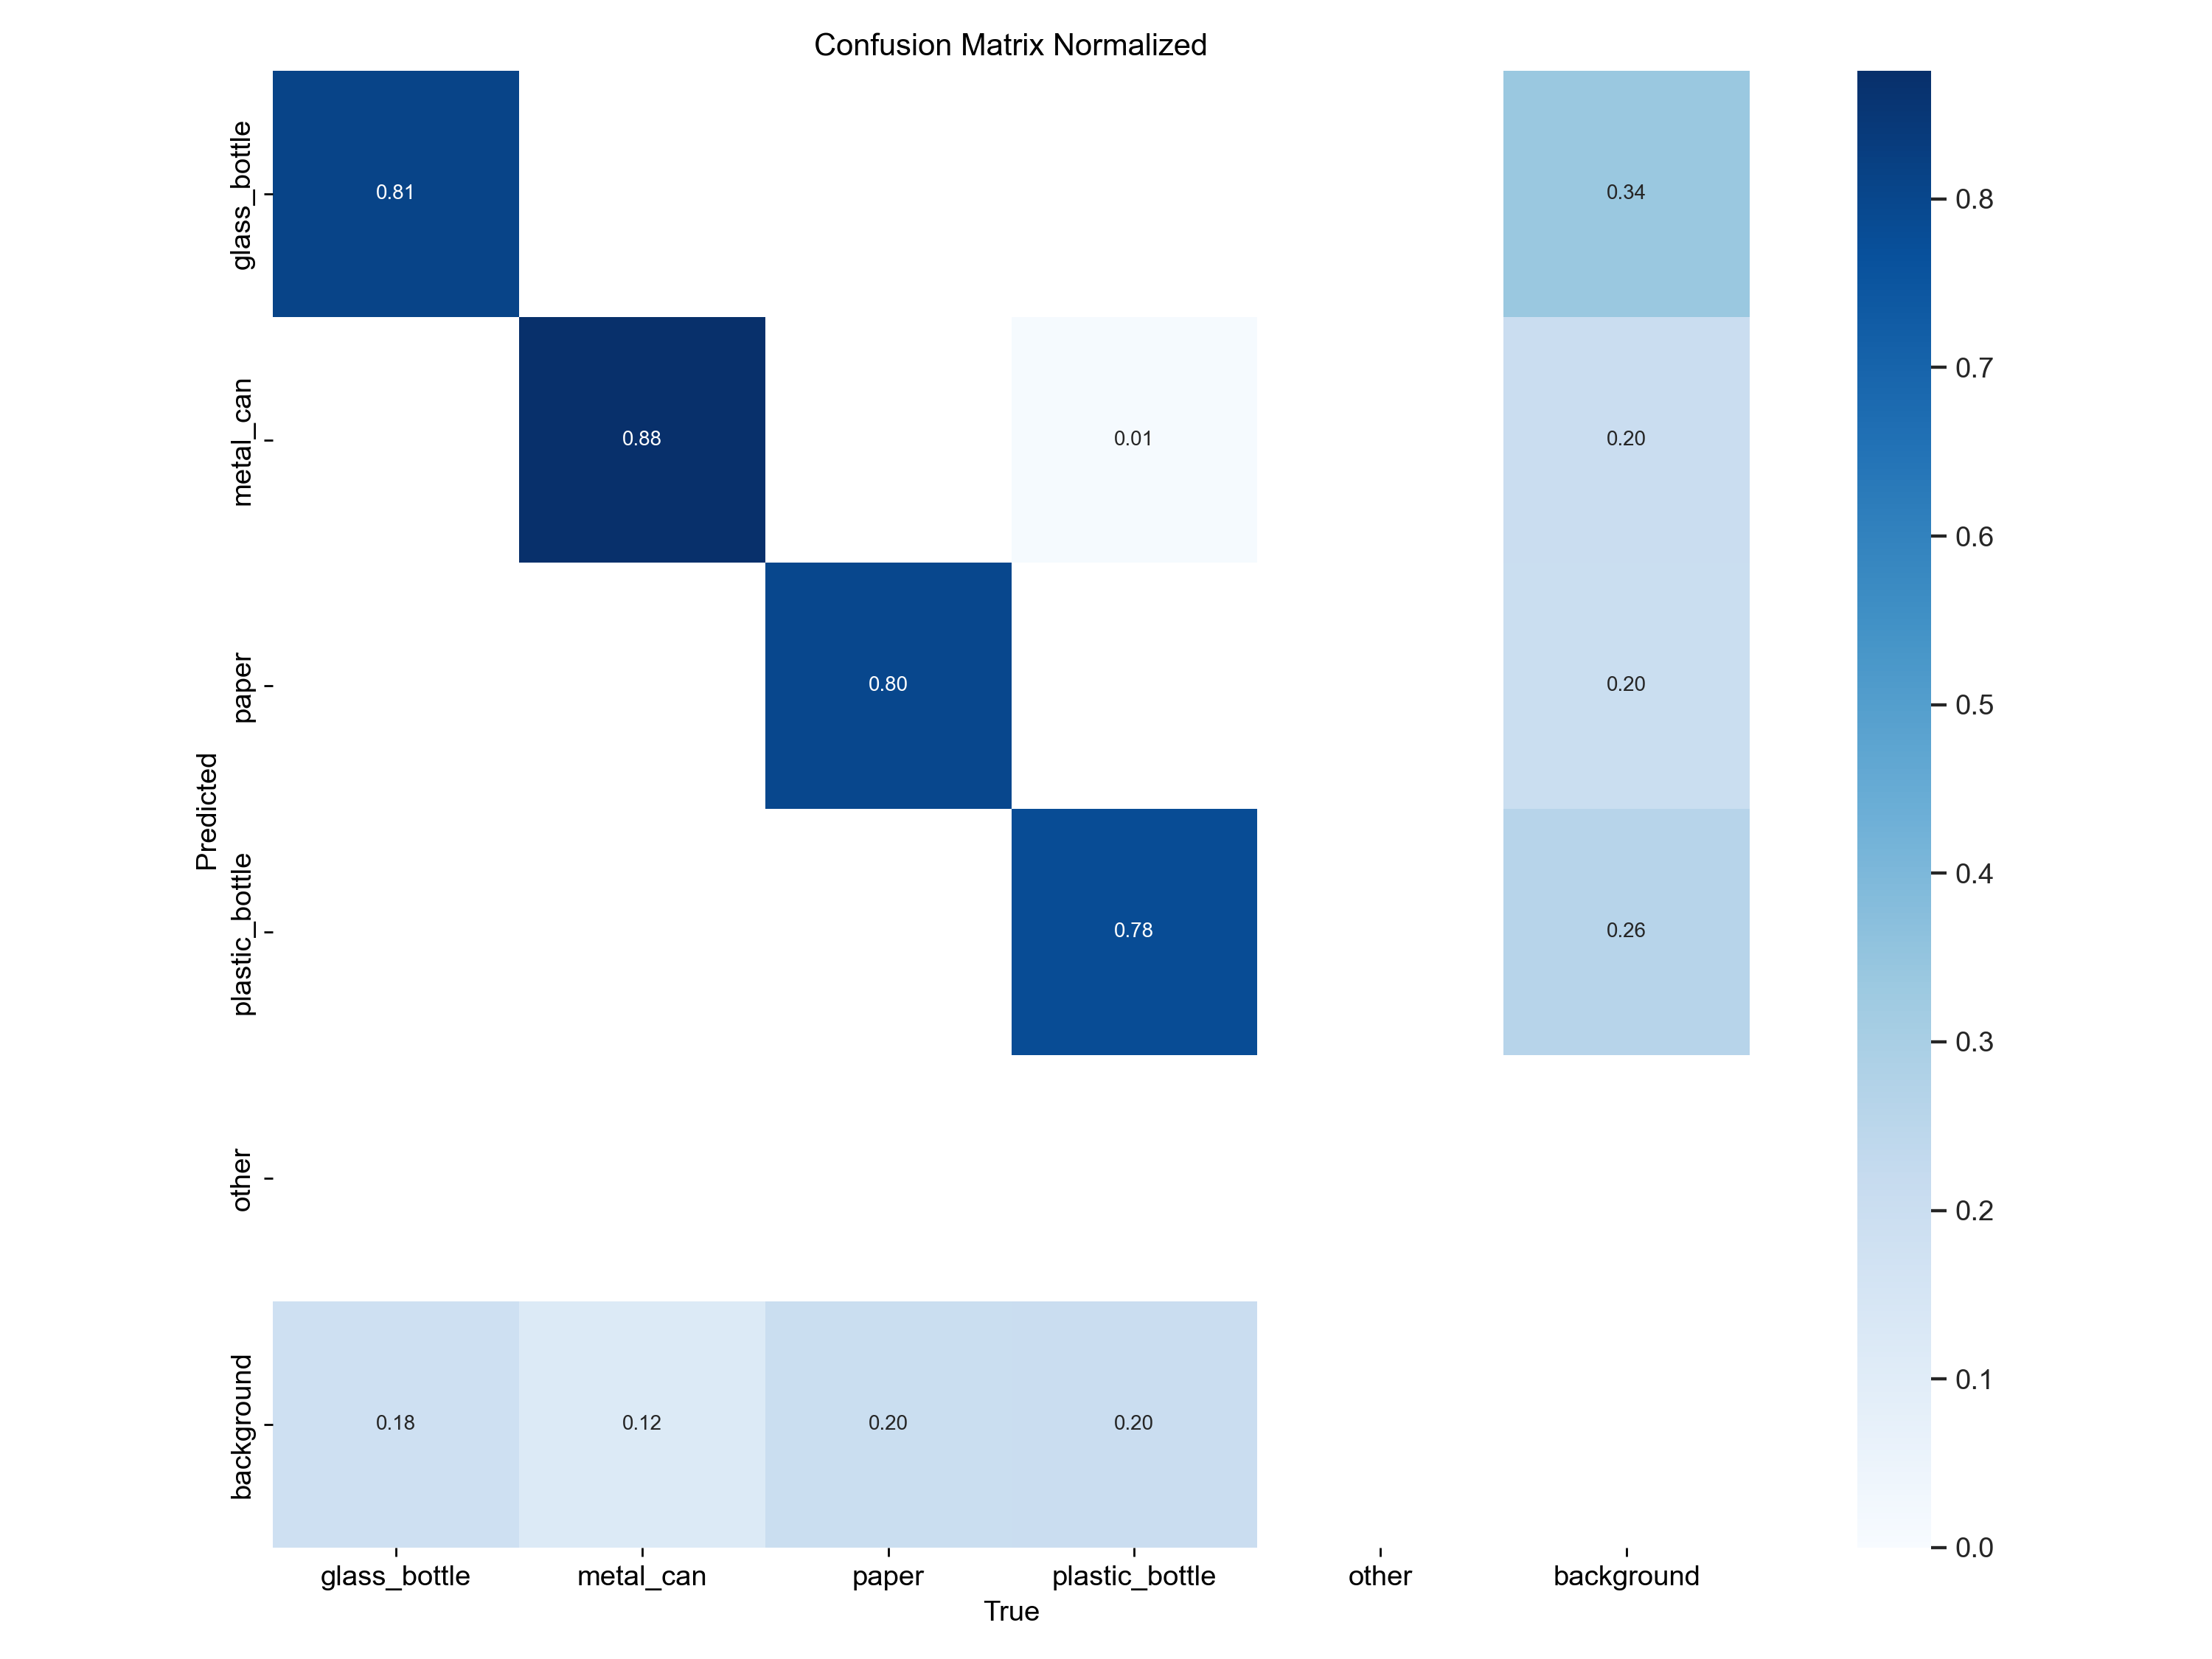 Confusion Matrix Normalized
glass_bottle
0.81
0.34
metal_can
0.88
0.01
0.20
paper
0.80
0.20
plastic_bottle
0.78
0.26
other
background
0.18
0.12
0.20
0.20
Predicted
glass_bottle
metal_can
paper
plastic_bottle
other
background
True
0.8
0.7
0.6
0.5
0.4
0.3
0.2
0.1
0.0